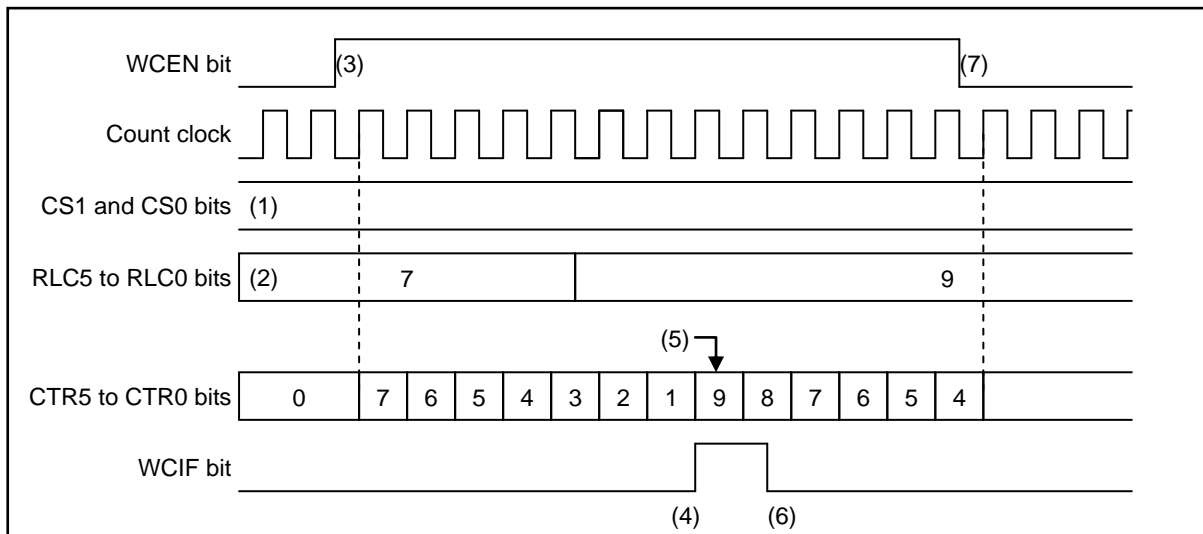 WCEN bit (3) (7)
Count clock
CS1 and CS0 bits (1)
RLC5 to RLC0 bits (2) 7 9
(5)
CTR5 to CTR0 bits 0 7 6 5 4 3 2 1 9 8 7 6 5 4
WCIF bit
(4) (6)